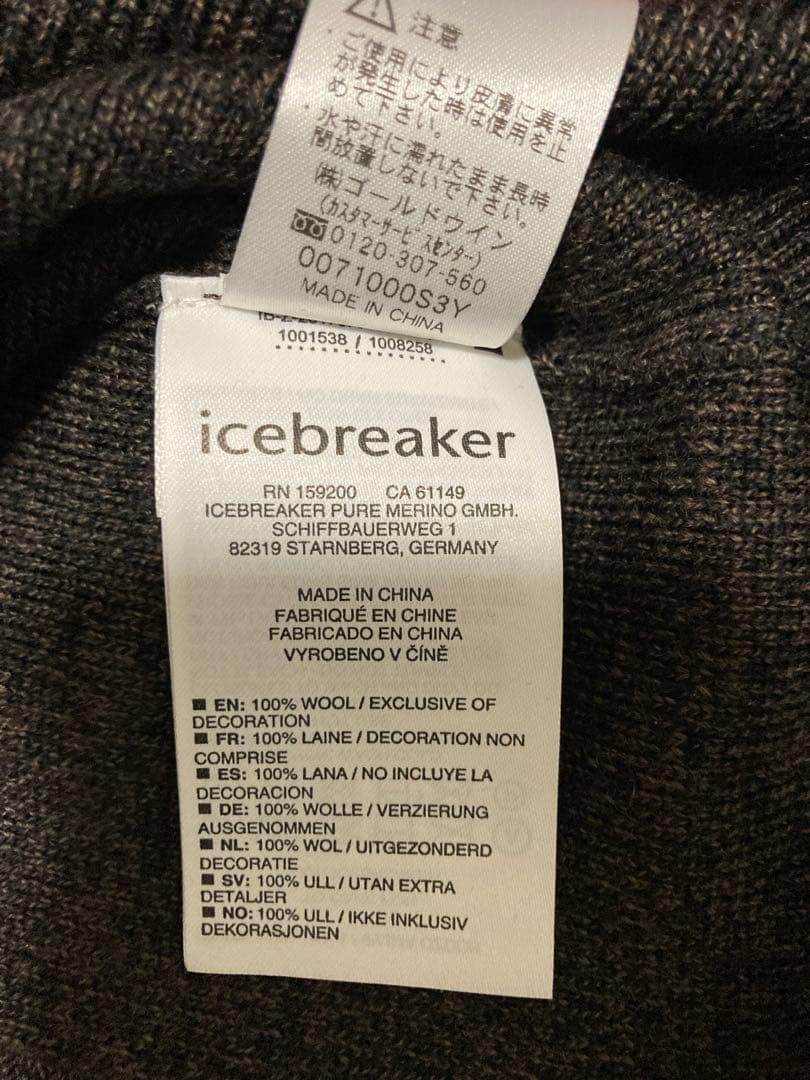 注意
・ご使用により皮膚に異常
が発生した時は使用を止
めて下さい。
・水や汗に濡れたまま長時
間放置しないで下さい。
(株)ゴールドウイン
(カスタマーサービスセンター)
0120-307-560
0071000S3Y
MADE IN CHINA
1001538 / 1008258
icebreaker
RN 159200 CA 61149
ICEBREAKER PURE MERINO GMBH.
SCHIFFBAUERWEG 1
82319 STARNBERG, GERMANY
MADE IN CHINA
FABRIQUÉ EN CHINE
FABRICADO EN CHINA
VYROBENO V ČÍNĚ
■ EN: 100% WOOL / EXCLUSIVE OF
DECORATION
■ FR: 100% LAINE / DECORATION NON
COMPRISE
■ ES: 100% LANA / NO INCLUYE LA
DECORACION
■ DE: 100% WOLLE / VERZIERUNG
AUSGENOMMEN
■ NL: 100% WOL / UITGEZONDERD
DECORATIE
■ SV: 100% ULL / UTAN EXTRA
DETALJER
■ NO: 100% ULL / IKKE INKLUSIV
DEKORASJONEN